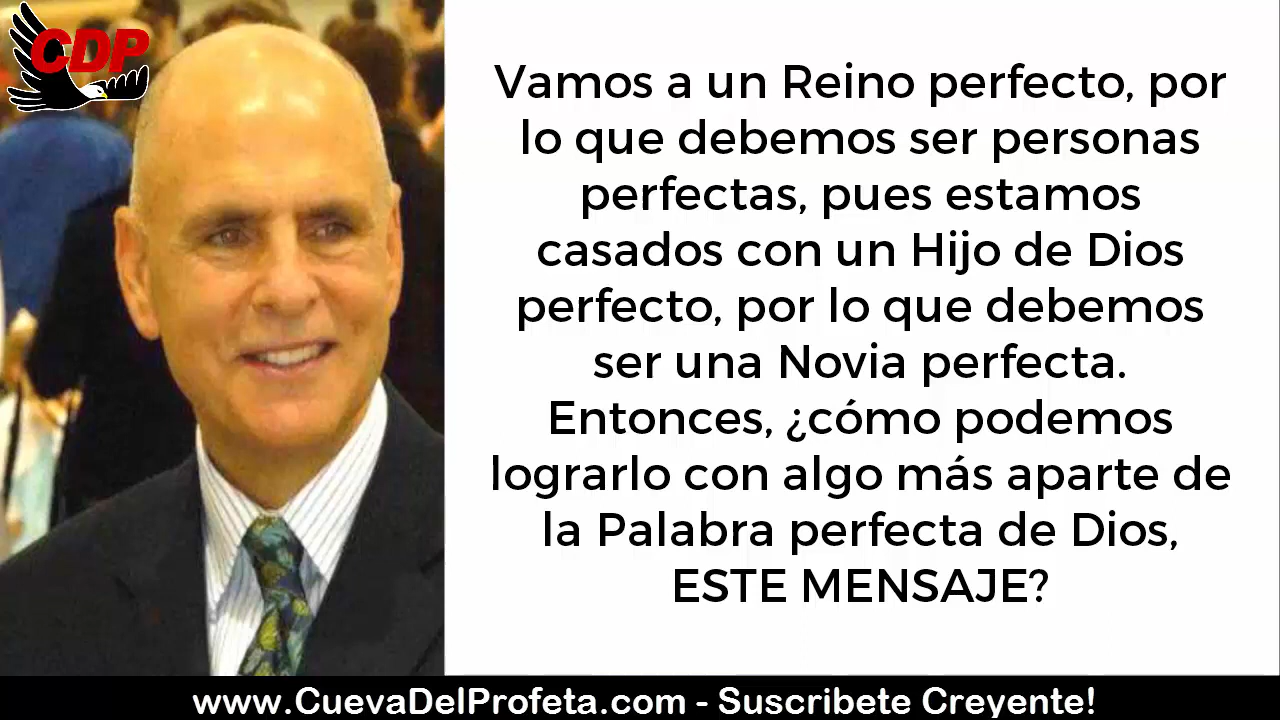 CDP
Vamos a un Reino perfecto, por
lo que debemos ser personas
perfectas, pues estamos
casados con un Hijo de Dios
perfecto, por lo que debemos
ser una Novia perfecta.
Entonces, ¿cómo podemos
lograrlo con algo más aparte de
la Palabra perfecta de Dios,
ESTE MENSAJE?
www.CuevaDelProfeta.com - Suscribete Creyente!